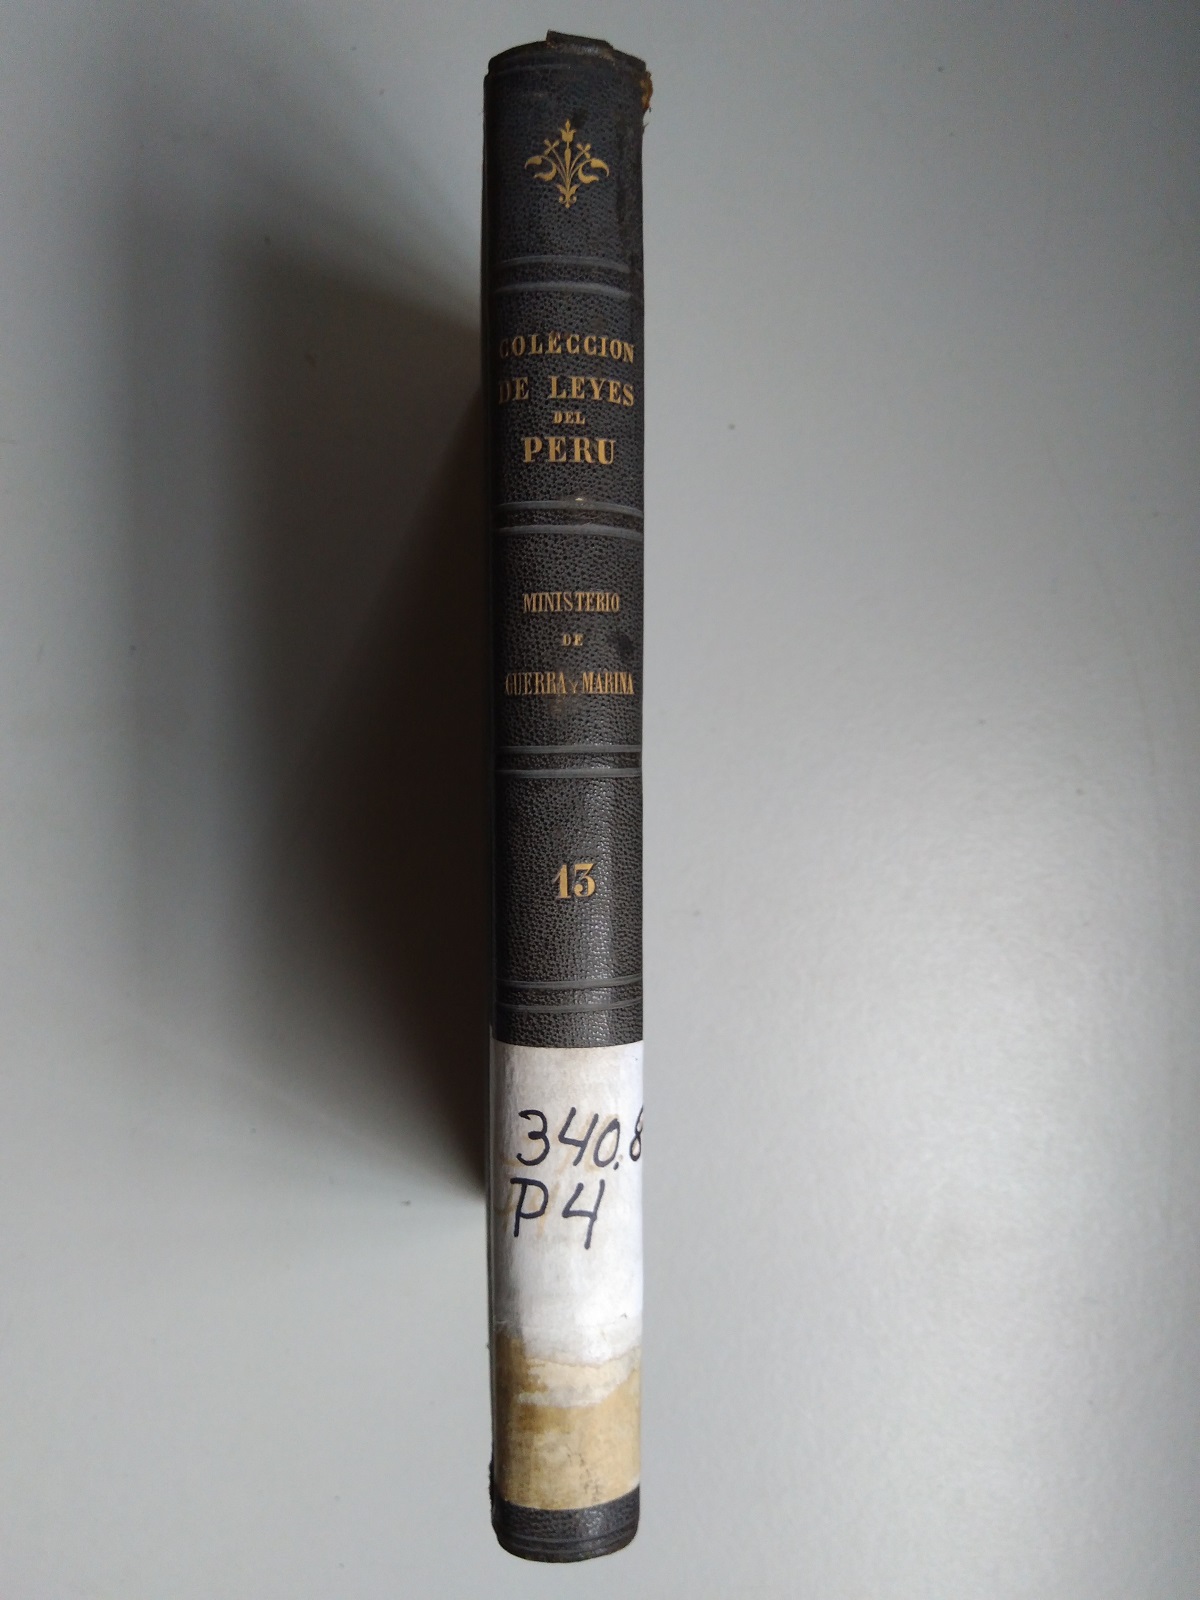 COLECCION
DE LEYES
DEL
PERU
MINISTERIO
DE
GUERRA Y MARINA
13
340.8
P4